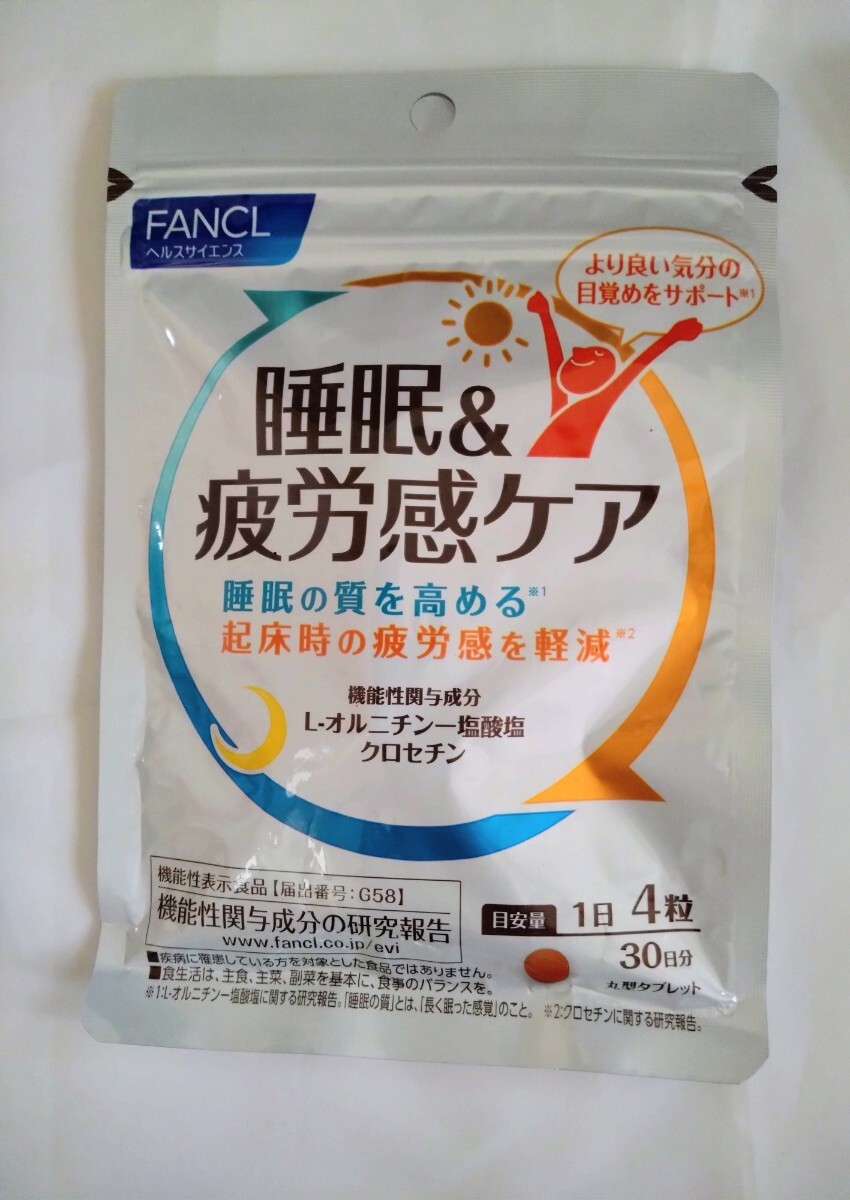 FANCL
ヘルスサイエンス
より良い気分の
目覚めをサポート※1
睡眠&
疲労感ケア
睡眠の質を高める※1
起床時の疲労感を軽減※2
機能性関与成分
L-オルニチン一塩酸塩
クロセチン
機能性表示食品【届出番号:G58】
機能性関与成分の研究報告
www.fancl.co.jp/evi
目安量 1日 4粒
30日分
丸型タブレット
■疾病に罹患している方を対象とした食品ではありません。
■食生活は、主食、主菜、副菜を基本に、食事のバランスを。
※1:L-オルニチン一塩酸塩に関する研究報告。「睡眠の質」とは、「長く眠った感覚」のこと。 ※2:クロセチンに関する研究報告。